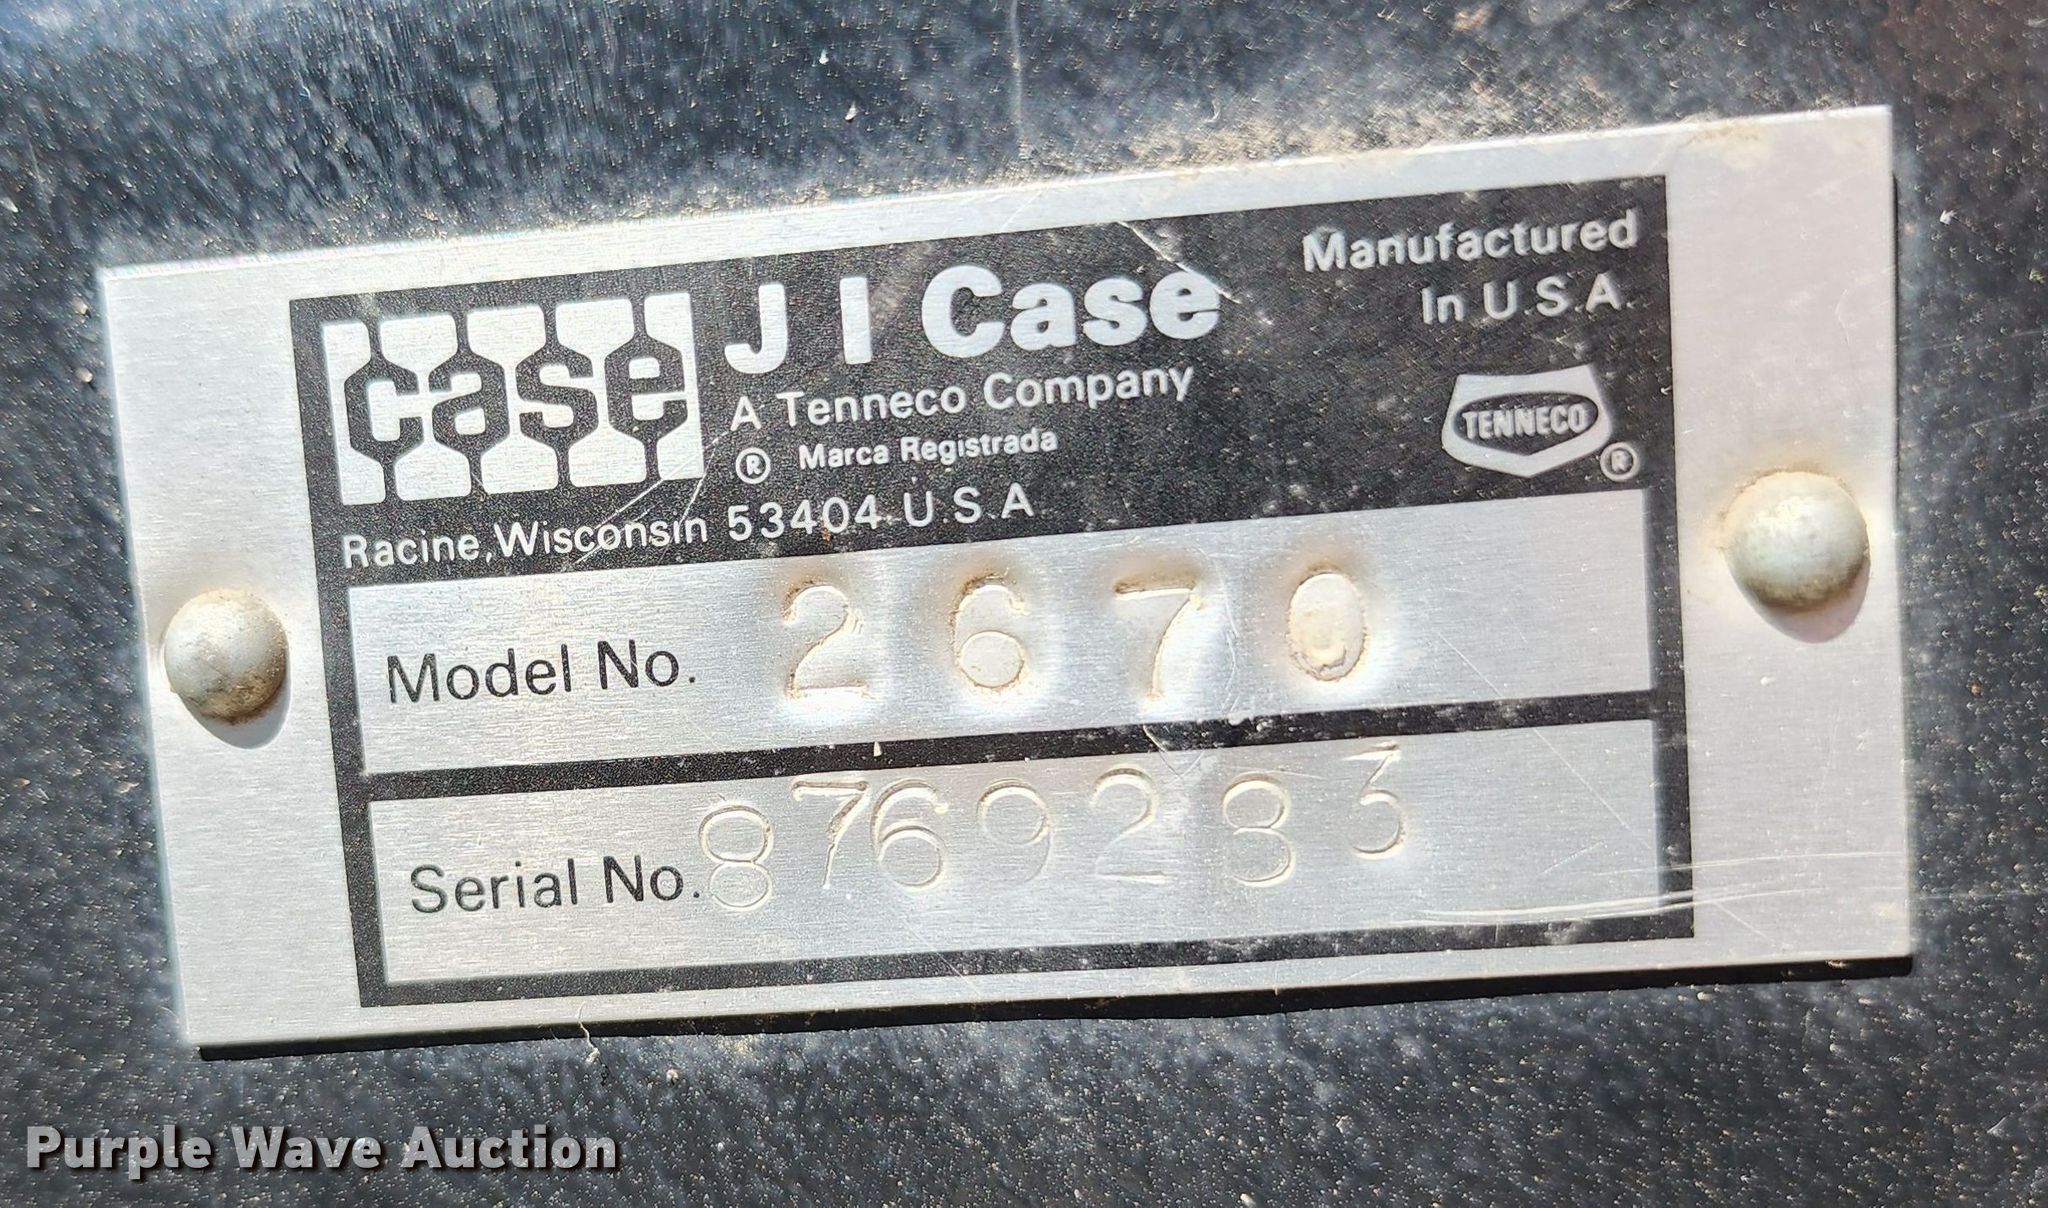 case
J I Case
A Tenneco Company
® Marca Registrada
Racine, Wisconsin 53404 U.S.A
Manufactured
In U.S.A.
TENNECO ®
Model No. 2670
Serial No. 8769283
Purple Wave Auction